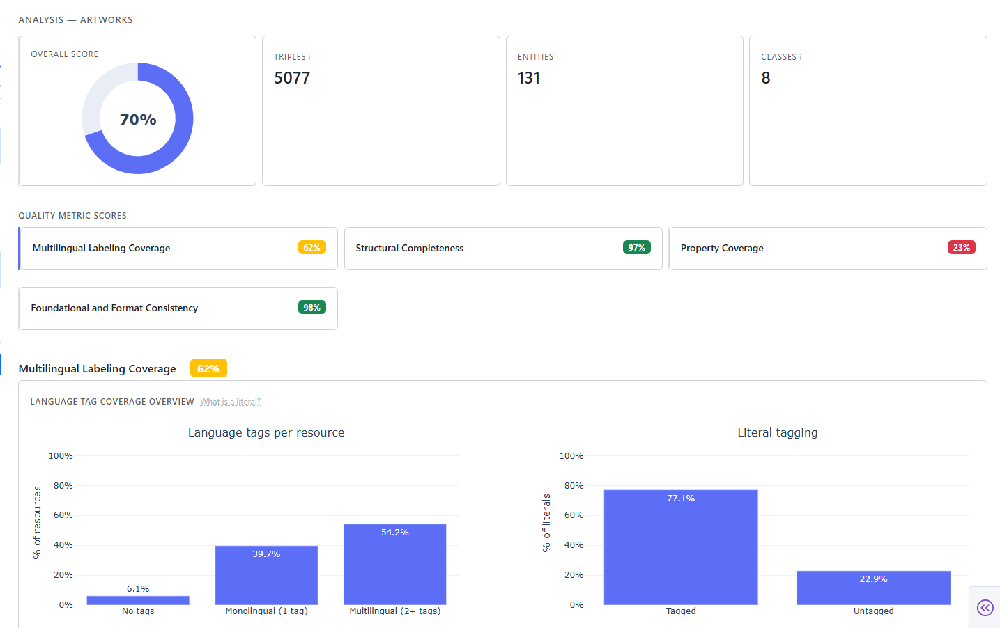 ANALYSIS — ARTWORKS
OVERALL SCORE
70%
TRIPLES i
5077
ENTITIES i
131
CLASSES i
8
QUALITY METRIC SCORES
Multilingual Labeling Coverage 62%
Structural Completeness 97%
Property Coverage 23%
Foundational and Format Consistency 98%
Multilingual Labeling Coverage 62%
LANGUAGE TAG COVERAGE OVERVIEW What is a literal?
Language tags per resource
% of resources
100%
80%
60%
40%
20%
0%
6.1%
39.7%
54.2%
No tags
Monolingual (1 tag)
Multilingual (2+ tags)
Literal tagging
% of literals
100%
80%
60%
40%
20%
0%
77.1%
22.9%
Tagged
Untagged